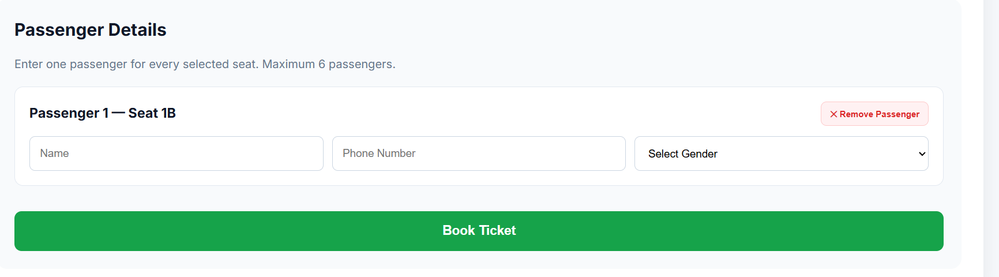 Passenger Details
Enter one passenger for every selected seat. Maximum 6 passengers.
Passenger 1 — Seat 1B
✕ Remove Passenger
Name
Phone Number
Select Gender
Book Ticket